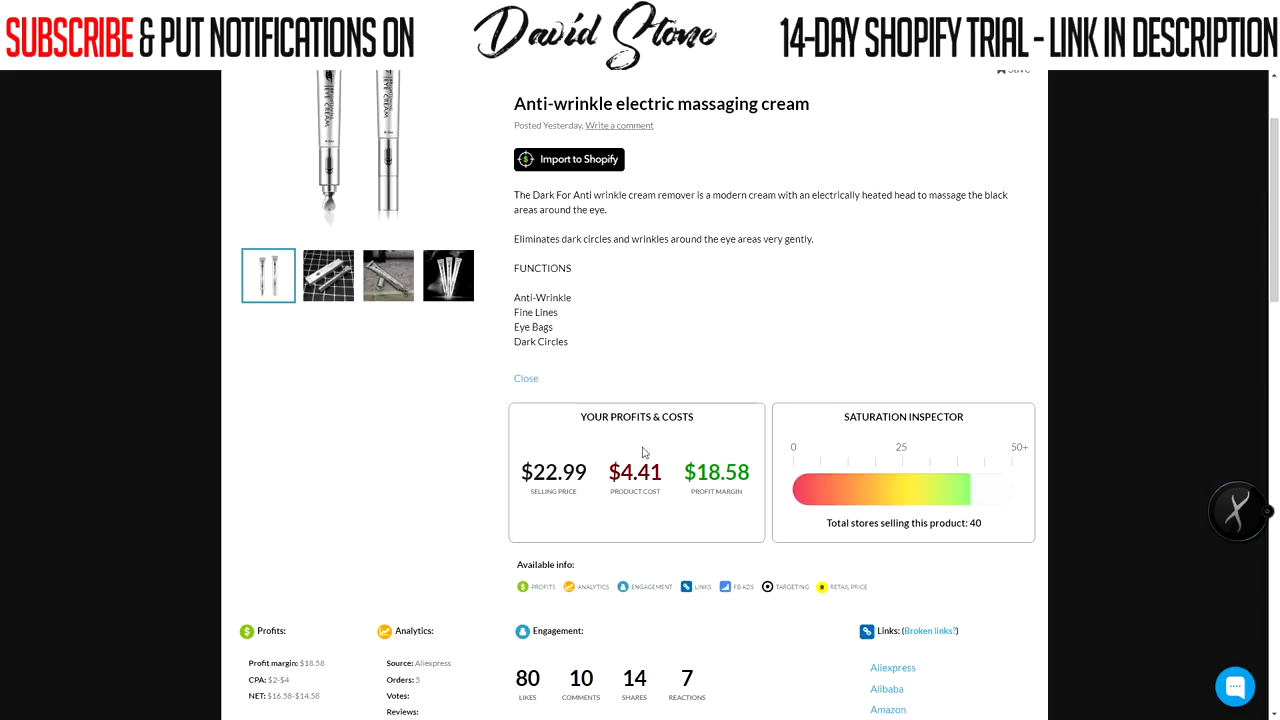 SUBSCRIBE & PUT NOTIFICATIONS ON
David Stone
14-DAY SHOPIFY TRIAL - LINK IN DESCRIPTION
Save
Anti-wrinkle electric massaging cream
Posted Yesterday, Write a comment
Import to Shopify
The Dark For Anti wrinkle cream remover is a modern cream with an electrically heated head to massage the black
areas around the eye.
Eliminates dark circles and wrinkles around the eye areas very gently.
FUNCTIONS
Anti-Wrinkle
Fine Lines
Eye Bags
Dark Circles
Close
YOUR PROFITS & COSTS
$22.99 $4.41 $18.58
SELLING PRICE PRODUCT COST PROFIT MARGIN
SATURATION INSPECTOR
0 25 50+
Total stores selling this product: 40
Available info:
PROFITS ANALYTICS ENGAGEMENT LINKS FB ADS TARGETING RETAIL PRICE
Profits:
Profit margin: $18.58
CPA: $2-$4
NET: $16.58-$14.58
Analytics:
Source: Aliexpress
Orders: 5
Votes:
Reviews:
Engagement:
80 10 14 7
LIKES COMMENTS SHARES REACTIONS
Links: (Broken links?)
Aliexpress
Alibaba
Amazon